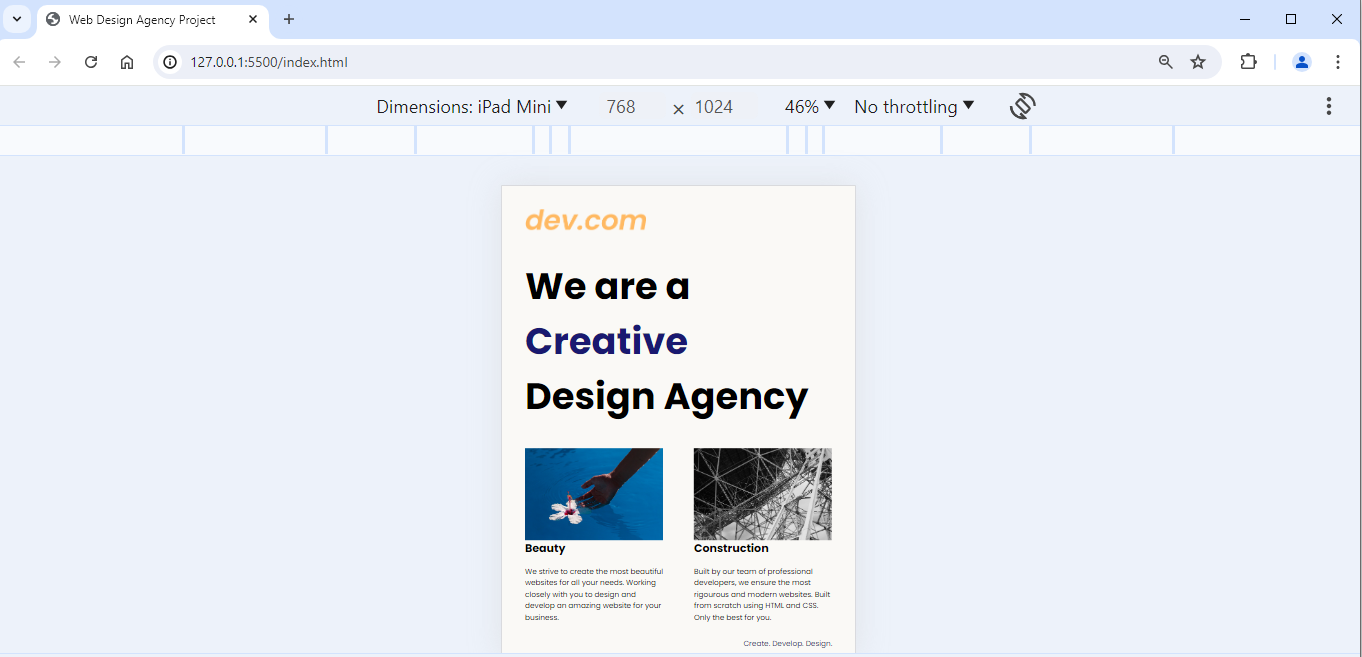 Web Design Agency Project
127.0.0.1:5500/index.html
Dimensions: iPad Mini 768 × 1024 46% No throttling
dev.com
We are a
Creative
Design Agency
Beauty
We strive to create the most beautiful
websites for all your needs. Working
closely with you to design and
develop an amazing website for your
business.
Construction
Built by our team of professional
developers, we ensure the most
rigourous and modern websites. Built
from scratch using HTML and CSS.
Only the best for you.
Create. Develop. Design.